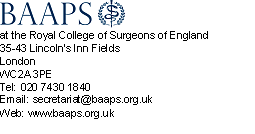 BAAPS
at the Royal College of Surgeons of England
35-43 Lincoln's Inn Fields
London
WC2A 3PE
Tel: 020 7430 1840
Email: secretariat@baaps.org.uk
Web: www.baaps.org.uk